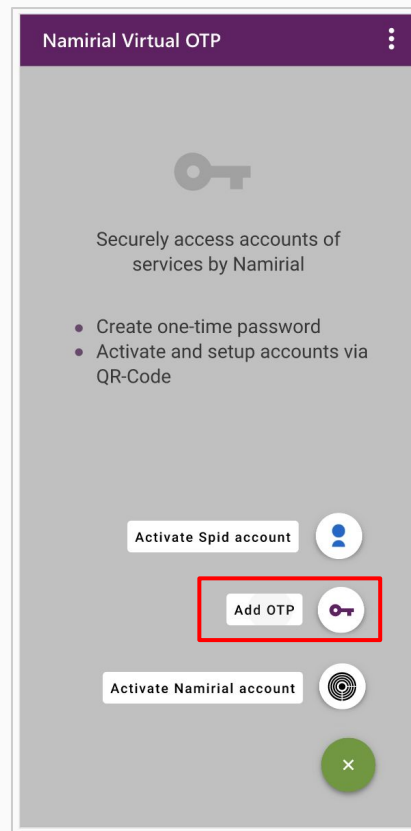 Namirial Virtual OTP
Securely access accounts of
services by Namirial
Create one-time password
Activate and setup accounts via
QR-Code
Activate Spid account
Add OTP
Activate Namirial account